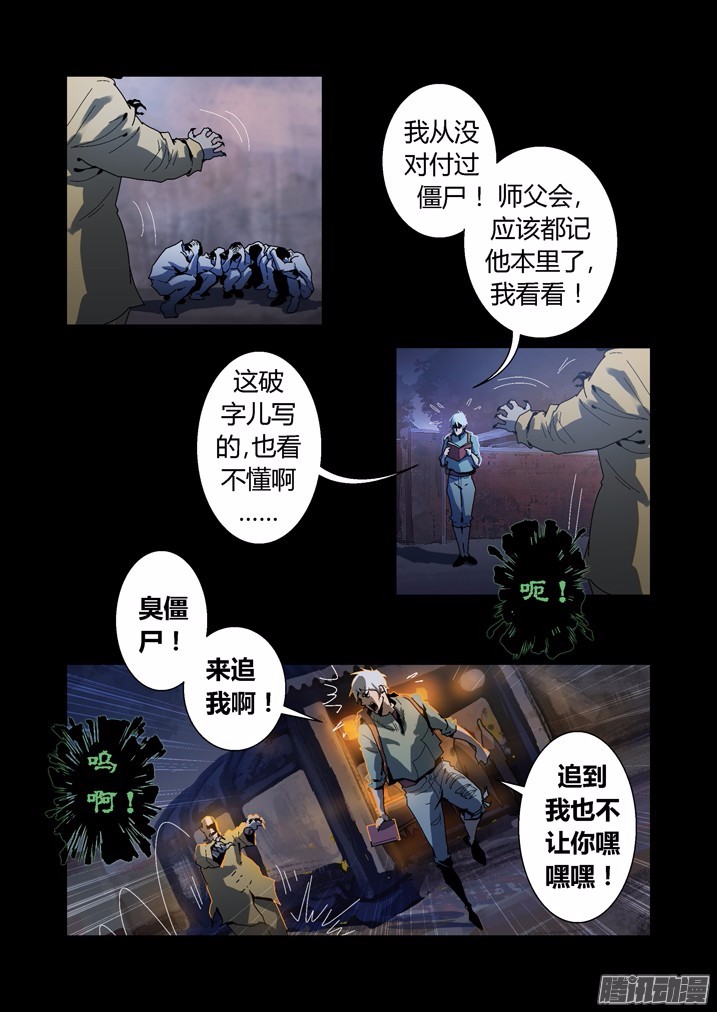 我从没
对付过
僵尸！
师父会，
应该都记
他本里了，
我看看！
这破
字儿写
的，也看
不懂啊
……
呃！
臭僵
尸！
来追
我啊！
呜
啊！
追到
我也不
让你嘿
嘿嘿！
腾讯动漫